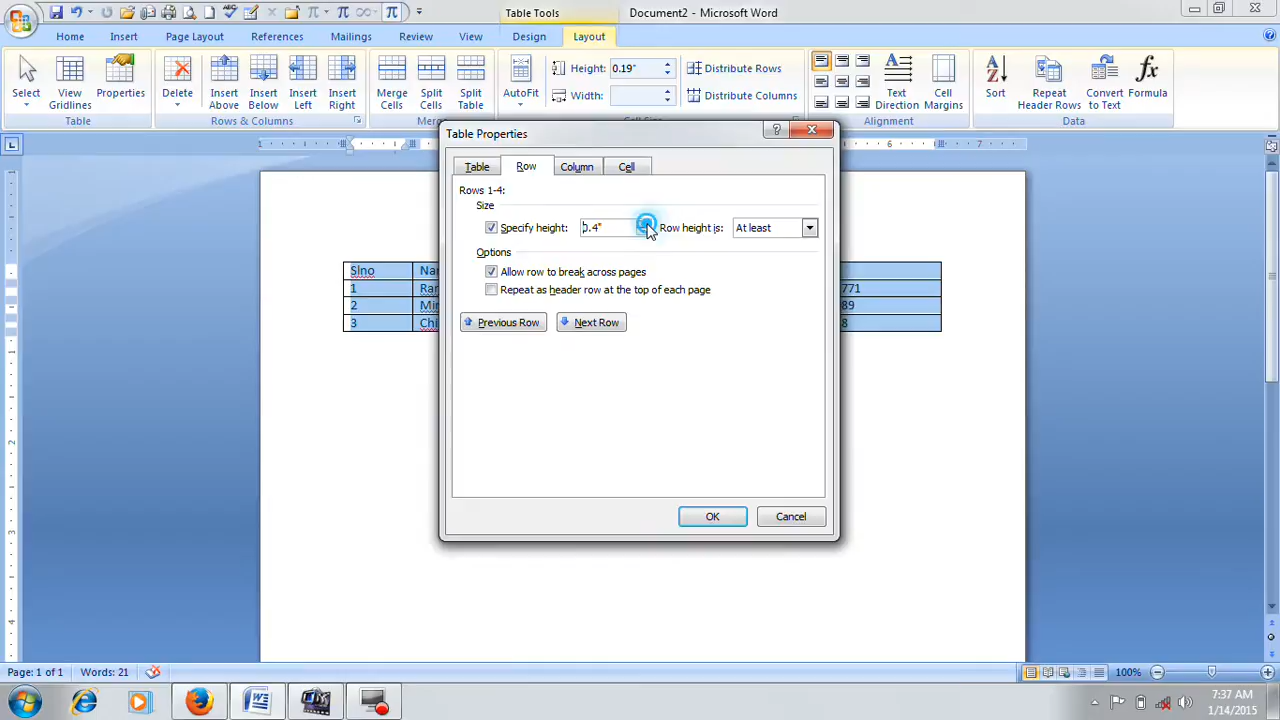 Table Tools
Document2 - Microsoft Word
Home Insert Page Layout References Mailings Review View Design Layout
Select
View Gridlines
Properties
Delete
Insert Above
Insert Below
Insert Left
Insert Right
Merge Cells
Split Cells
Split Table
AutoFit
Height: 0.19"
Width:
Distribute Rows
Distribute Columns
Text Direction
Cell Margins
Sort
Repeat Header Rows
Convert to Text
Formula
Table Rows & Columns Alignment Data
Table Properties
Table Row Column Cell
Rows 1-4:
Size
Specify height: 0.4" Row height is: At least
Options
Allow row to break across pages
Repeat as header row at the top of each page
Previous Row Next Row
OK Cancel
Slno
1 771
2 89
3 8
Page: 1 of 1 Words: 21 100%
7:37 AM
1/14/2015